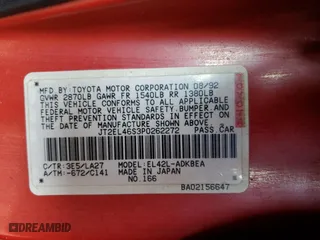 MFD. BY: TOYOTA MOTOR CORPORATION 08/92
GVWR 2870LB GAWR FR 1540LB RR 1380LB
THIS VEHICLE CONFORMS TO ALL APPLICABLE
FEDERAL MOTOR VEHICLE SAFETY, BUMPER, AND
THEFT PREVENTION STANDARDS IN EFFECT ON
THE DATE OF MANUFACTURE SHOWN ABOVE.
JT2EL46S3P0262272 PASS CAR
C/TR: 3E5/LA27 MODEL: EL42L-ADKBEA
A/TM: -672/C141 MADE IN JAPAN
NO.166
BA02156647